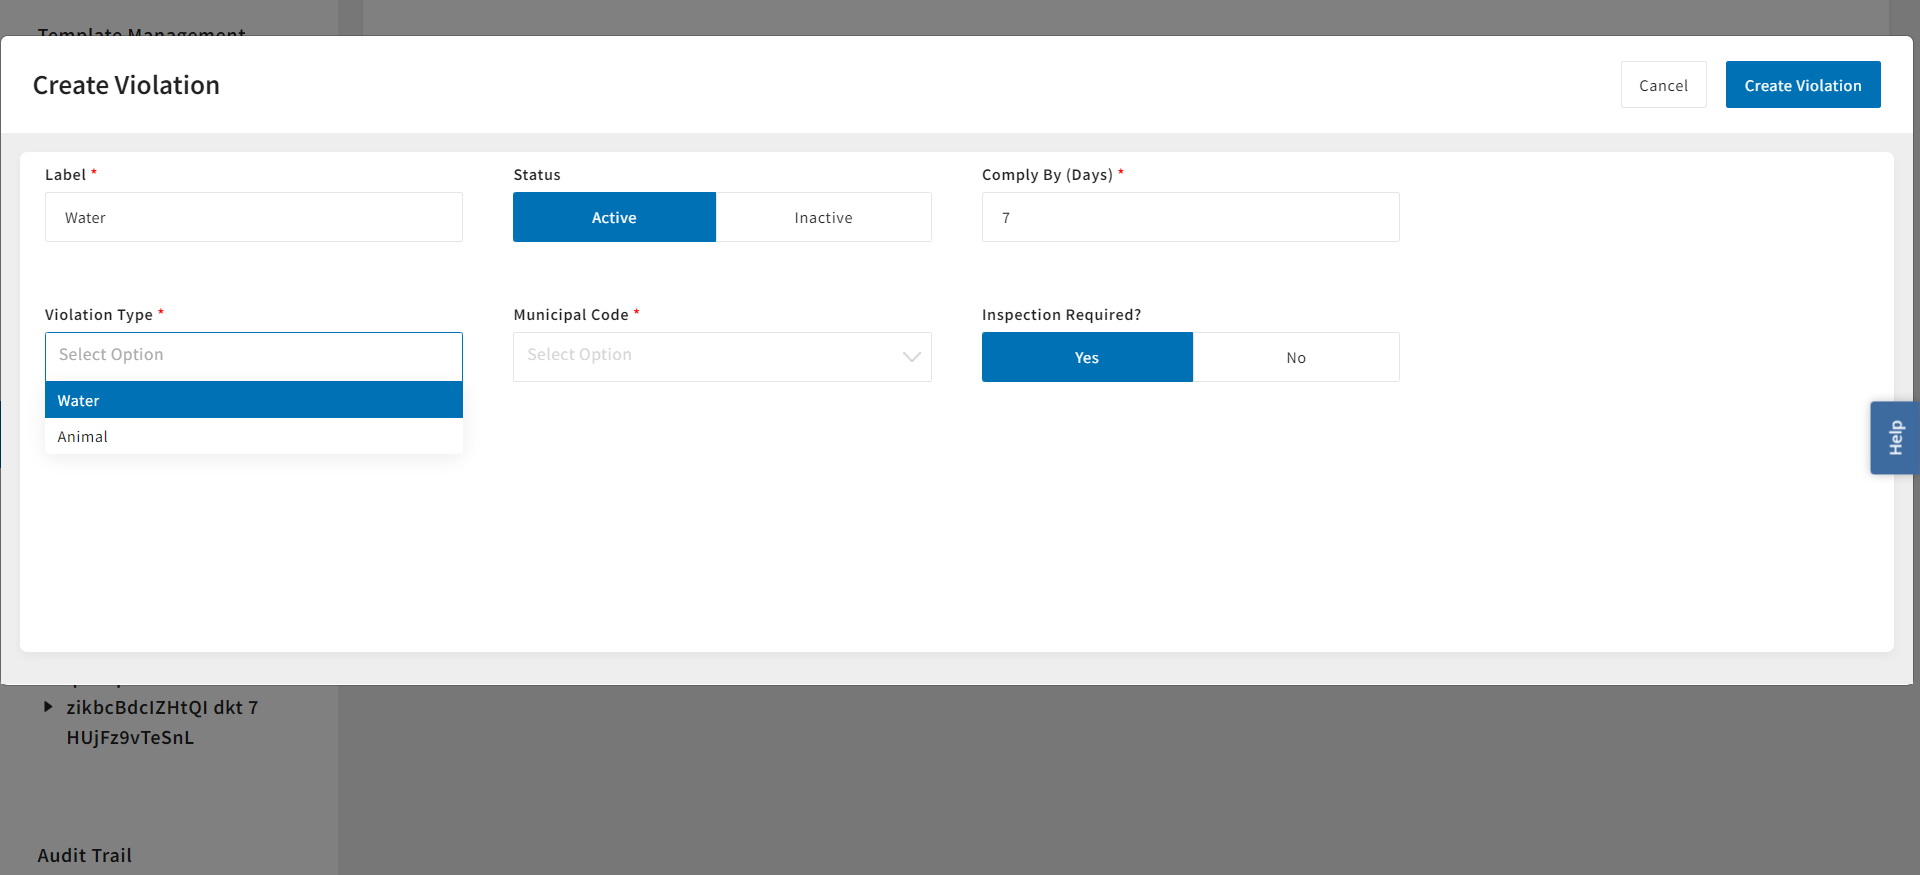 Template Management
Create Violation
Cancel
Create Violation
Label *
Status
Comply By (Days) *
Water
Active
Inactive
7
Violation Type *
Municipal Code *
Inspection Required?
Select Option
Select Option
Yes
No
Water
Animal
Help
zikbcBdcIZHtQI dkt 7
HUjFz9vTeSnL
Audit Trail